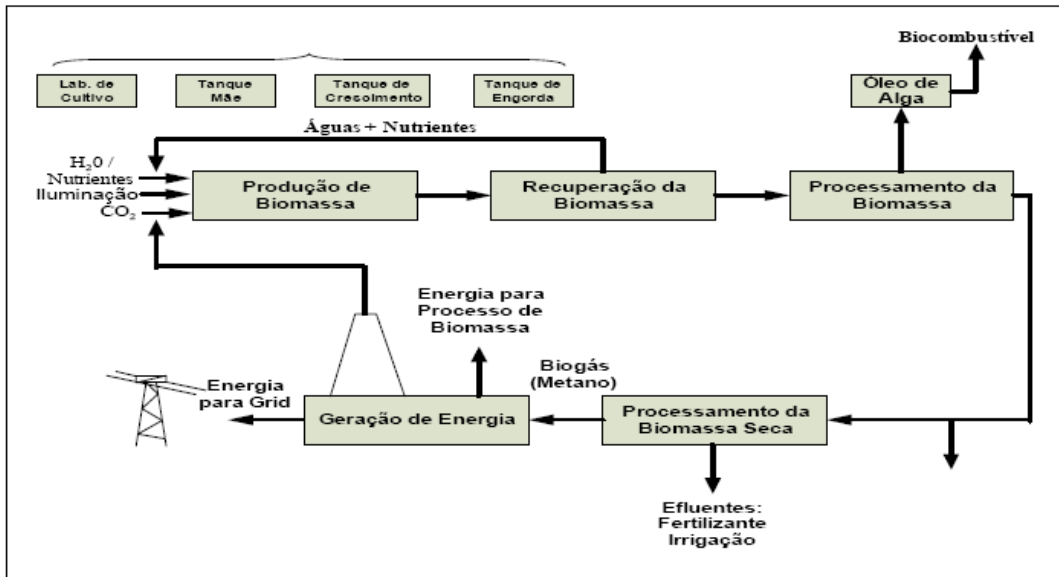 Biocombustível
Lab. de
Cultivo
Tanque
Mãe
Tanque de
Crescimento
Tanque de
Engorda
Óleo de
Alga
Águas + Nutrientes
H₂0 /
Nutrientes
Iluminação
CO₂
Produção de
Biomassa
Recuperação da
Biomassa
Processamento da
Biomassa
Energia para
Processo de
Biomassa
Biogás
(Metano)
Energia
para Grid
Geração de Energia
Processamento da
Biomassa Seca
Efluentes:
Fertilizante
Irrigação